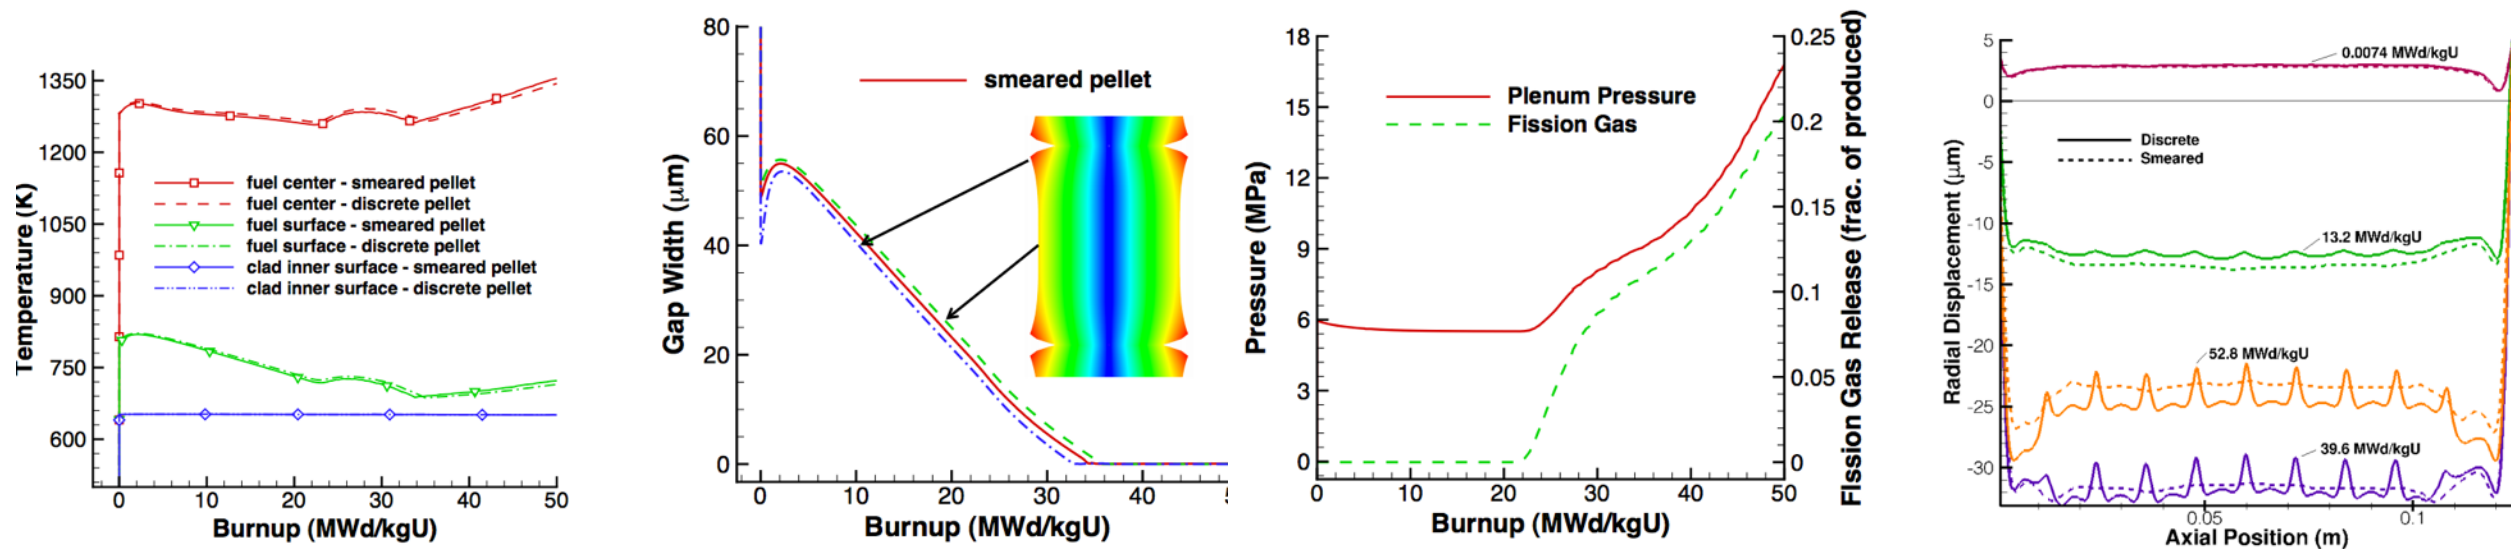 Temperature (K)
1350
1200
1050
900
750
600
fuel center - smeared pellet
fuel center - discrete pellet
fuel surface - smeared pellet
fuel surface - discrete pellet
clad inner surface - smeared pellet
clad inner surface - discrete pellet
0 10 20 30 40 50
Burnup (MWd/kgU)
Gap Width (μm)
80
60
40
20
0
smeared pellet
0 10 20 30 40
Burnup (MWd/kgU)
Pressure (MPa)
18
15
12
9
6
3
0
Plenum Pressure
Fission Gas
0.25
0.2
0.15
0.1
0.05
0
Fission Gas Release (frac. of produced)
0 10 20 30 40 50
Burnup (MWd/kgU)
Radial Displacement (μm)
5
0
-5
-10
-15
-20
-25
-30
0.0074 MWd/kgU
Discrete
Smeared
13.2 MWd/kgU
52.8 MWd/kgU
39.6 MWd/kgU
0.05 0.1
Axial Position (m)